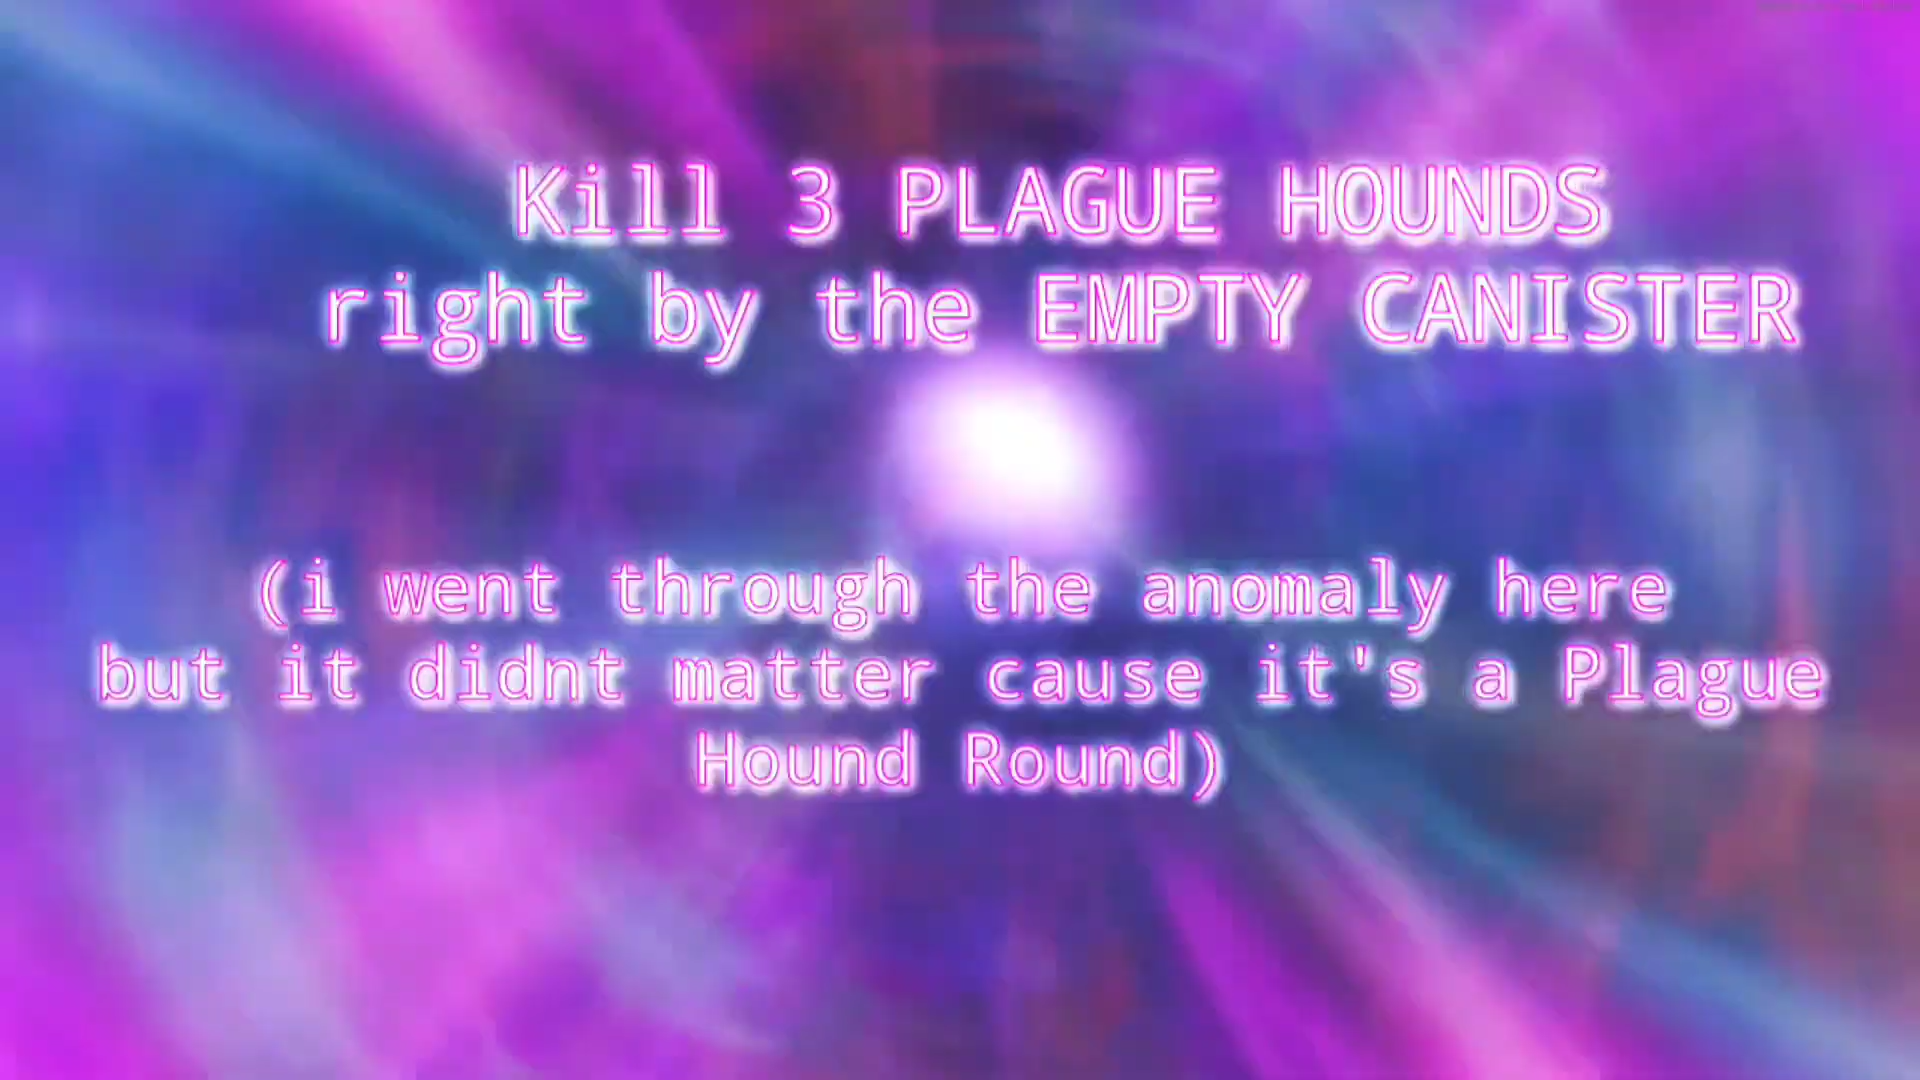 Kill 3 PLAGUE HOUNDS
right by the EMPTY CANISTER
(i went through the anomaly here
but it didnt matter cause it's a Plague
Hound Round)